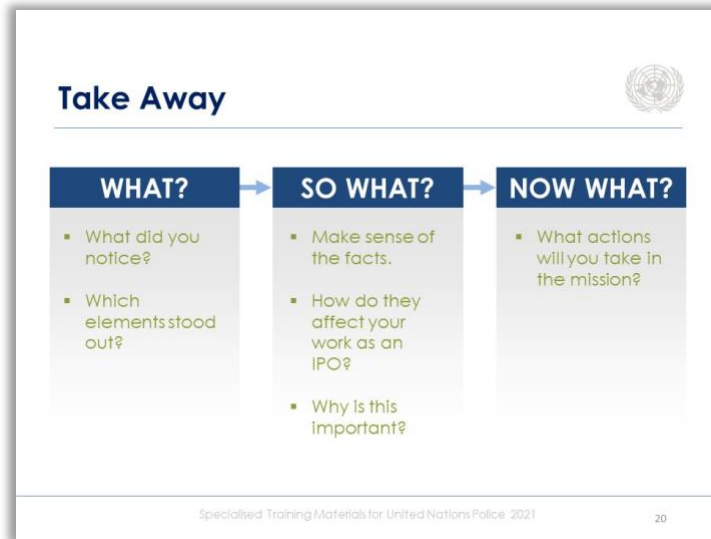 Take Away
WHAT?
▪ What did you
notice?
▪ Which
elements stood
out?
SO WHAT?
▪ Make sense of
the facts.
▪ How do they
affect your
work as an
IPO?
▪ Why is this
important?
NOW WHAT?
▪ What actions
will you take in
the mission?
Specialised Training Materials for United Nations Police 2021
20